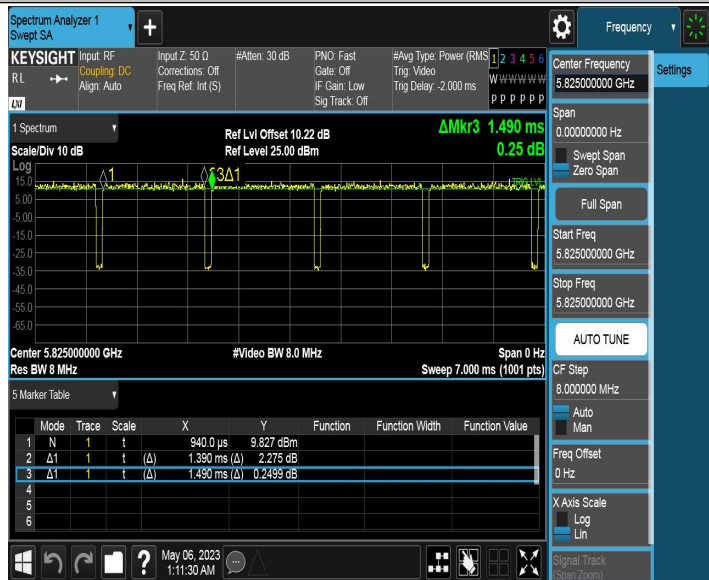 Spectrum Analyzer 1
Swept SA
+
Frequency
KEYSIGHT
RL
LXI
Input: RF
Coupling: DC
Align: Auto
Input Z: 50 Ω
Corrections: Off
Freq Ref: Int (S)
#Atten: 30 dB
PNO: Fast
Gate: Off
IF Gain: Low
Sig Track: Off
#Avg Type: Power (RMS
Trig: Video
Trig Delay: -2.000 ms
1 2 3 4 5 6
W W W W W W
P P P P P P
Center Frequency
5.825000000 GHz
Settings
Span
0.00000000 Hz
Swept Span
Zero Span
Full Span
Start Freq
5.825000000 GHz
Stop Freq
5.825000000 GHz
AUTO TUNE
CF Step
8.000000 MHz
Auto
Man
Freq Offset
0 Hz
X Axis Scale
Log
Lin
Signal Track
(Span Zoom)
1 Spectrum
Scale/Div 10 dB
Ref Lvl Offset 10.22 dB
Ref Level 25.00 dBm
ΔMkr3 1.490 ms
0.25 dB
Log
15.0
5.00
-5.00
-15.0
-25.0
-35.0
-45.0
-55.0
-65.0
1
3Δ1
TRIG LVL
Center 5.825000000 GHz
Res BW 8 MHz
#Video BW 8.0 MHz
Span 0 Hz
Sweep 7.000 ms (1001 pts)
5 Marker Table
Mode Trace Scale X Y Function Function Width Function Value
1 N 1 t 940.0 µs 9.827 dBm
2 Δ1 1 t (Δ) 1.390 ms (Δ) 2.275 dB
3 Δ1 1 t (Δ) 1.490 ms (Δ) 0.2499 dB
4
5
6
?
May 06, 2023
1:11:30 AM